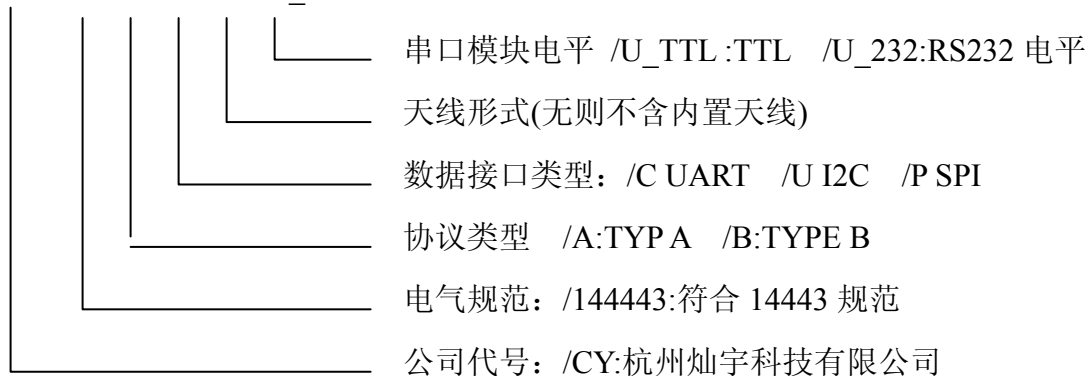 串口模块电平 /U_TTL :TTL /U_232:RS232 电平
天线形式(无则不含内置天线)
数据接口类型：/C UART /U I2C /P SPI
协议类型 /A:TYP A /B:TYPE B
电气规范：/144443:符合 14443 规范
公司代号：/CY:杭州灿宇科技有限公司